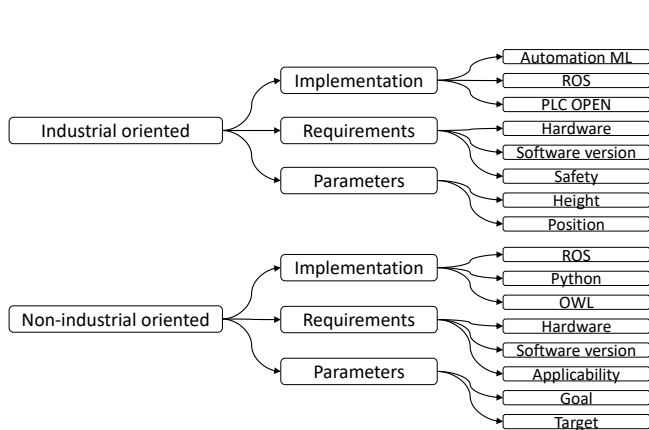 Industrial oriented
Implementation
Automation ML
ROS
PLC OPEN
Requirements
Hardware
Software version
Safety
Parameters
Height
Position
Non-industrial oriented
Implementation
ROS
Python
OWL
Requirements
Hardware
Software version
Applicability
Parameters
Goal
Target